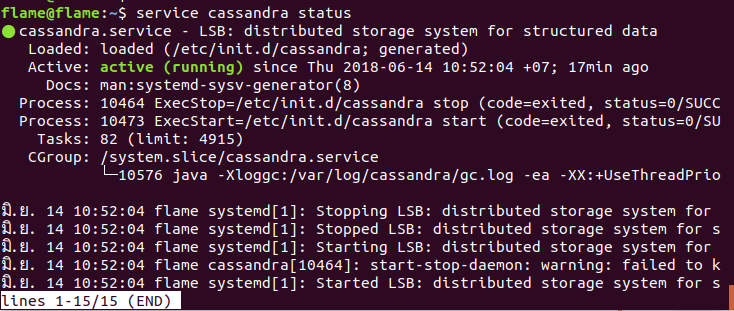 flame@flame:~$ service cassandra status
● cassandra.service - LSB: distributed storage system for structured data
   Loaded: loaded (/etc/init.d/cassandra; generated)
   Active: active (running) since Thu 2018-06-14 10:52:04 +07; 17min ago
     Docs: man:systemd-sysv-generator(8)
  Process: 10464 ExecStop=/etc/init.d/cassandra stop (code=exited, status=0/SUCC
  Process: 10473 ExecStart=/etc/init.d/cassandra start (code=exited, status=0/SU
    Tasks: 82 (limit: 4915)
   CGroup: /system.slice/cassandra.service
           └─10576 java -Xloggc:/var/log/cassandra/gc.log -ea -XX:+UseThreadPrio
มิ.ย. 14 10:52:04 flame systemd[1]: Stopping LSB: distributed storage system for
มิ.ย. 14 10:52:04 flame systemd[1]: Stopped LSB: distributed storage system for s
มิ.ย. 14 10:52:04 flame systemd[1]: Starting LSB: distributed storage system for
มิ.ย. 14 10:52:04 flame cassandra[10464]: start-stop-daemon: warning: failed to k
มิ.ย. 14 10:52:04 flame systemd[1]: Started LSB: distributed storage system for s
lines 1-15/15 (END)